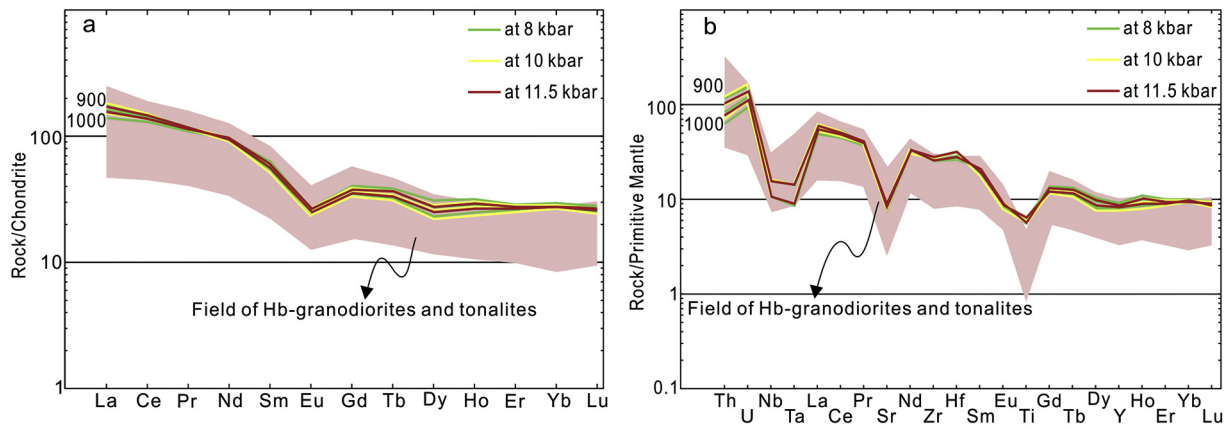 a
at 8 kbar
at 10 kbar
at 11.5 kbar
900
1000
100
10
1
Rock/Chondrite
Field of Hb-granodiorites and tonalites
La Ce Pr Nd Sm Eu Gd Tb Dy Ho Er Yb Lu
b
at 8 kbar
at 10 kbar
at 11.5 kbar
900
1000
100
10
1
0.1
Rock/Primitive Mantle
Field of Hb-granodiorites and tonalites
Th Nb La Pr Nd Hf Eu Gd Dy Ho Yb
U Ta Ce Sr Zr Sm Ti Tb Y Er Lu